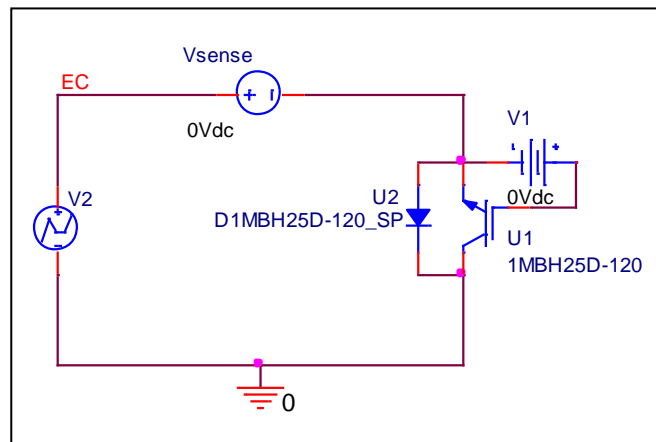 Vsense
EC
+ -
0Vdc
V1
- +
V2
+
-
U2
0Vdc
D1MBH25D-120_SP
U1
1MBH25D-120
0